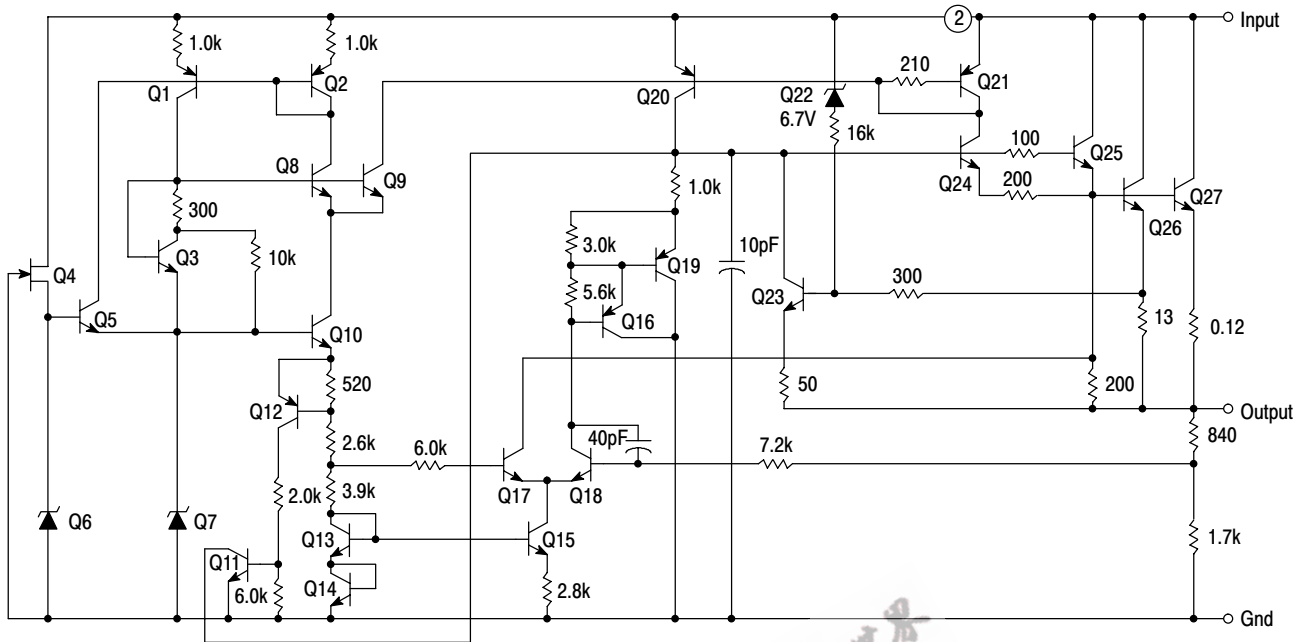 2
Input
1.0k
1.0k
210
Q1
Q2
Q20
Q22
6.7V
Q21
16k
Q8
Q9
100
Q25
Q24
200
Q27
Q26
1.0k
300
Q3
10k
3.0k
Q19
10pF
Q4
5.6k
Q23
300
Q5
Q16
13
0.12
Q10
520
50
200
Output
Q12
2.6k
40pF
840
6.0k
7.2k
Q17
Q18
2.0k
3.9k
Q6
Q7
Q13
Q15
1.7k
Q11
Q14
6.0k
2.8k
Gnd